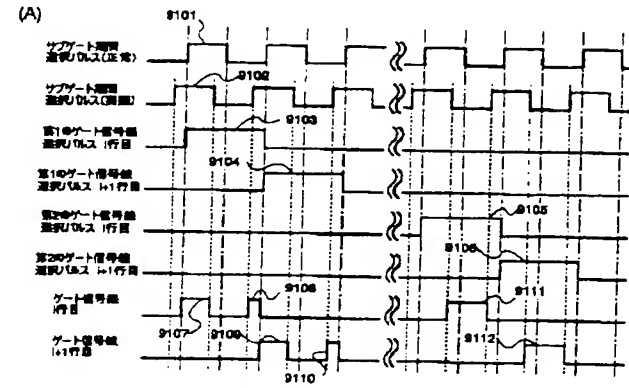 (A)
9101
サブゲート期間
選択パルス(正常)
9102
サブゲート期間
選択パルス
9103
第1のゲート信号線
選択パルス i行目
9104
第1のゲート信号線
選択パルス i+1行目
9105
第2のゲート信号線
選択パルス i行目
9106
第2のゲート信号線
選択パルス i+1行目
9108
ゲート信号線
i行目
9111
9107
9109
9112
ゲート信号線
i+1行目
9110